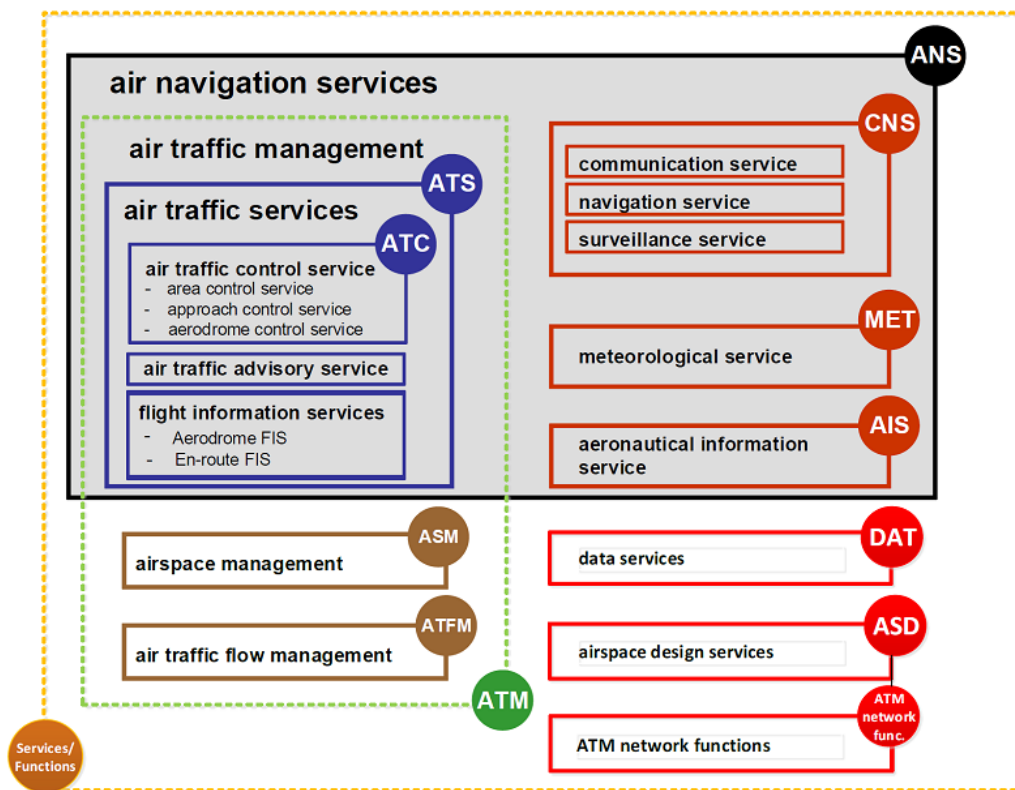 ANS
air navigation services
CNS
air traffic management
communication service
ATS
navigation service
air traffic services
surveillance service
ATC
air traffic control service
- area control service
- approach control service
- aerodrome control service
MET
meteorological service
air traffic advisory service
flight information services
- Aerodrome FIS
- En-route FIS
AIS
aeronautical information
service
ASM
airspace management
DAT
data services
ATFM
air traffic flow management
ASD
airspace design services
ATM
ATM
network
func.
ATM network functions
Services/
Functions